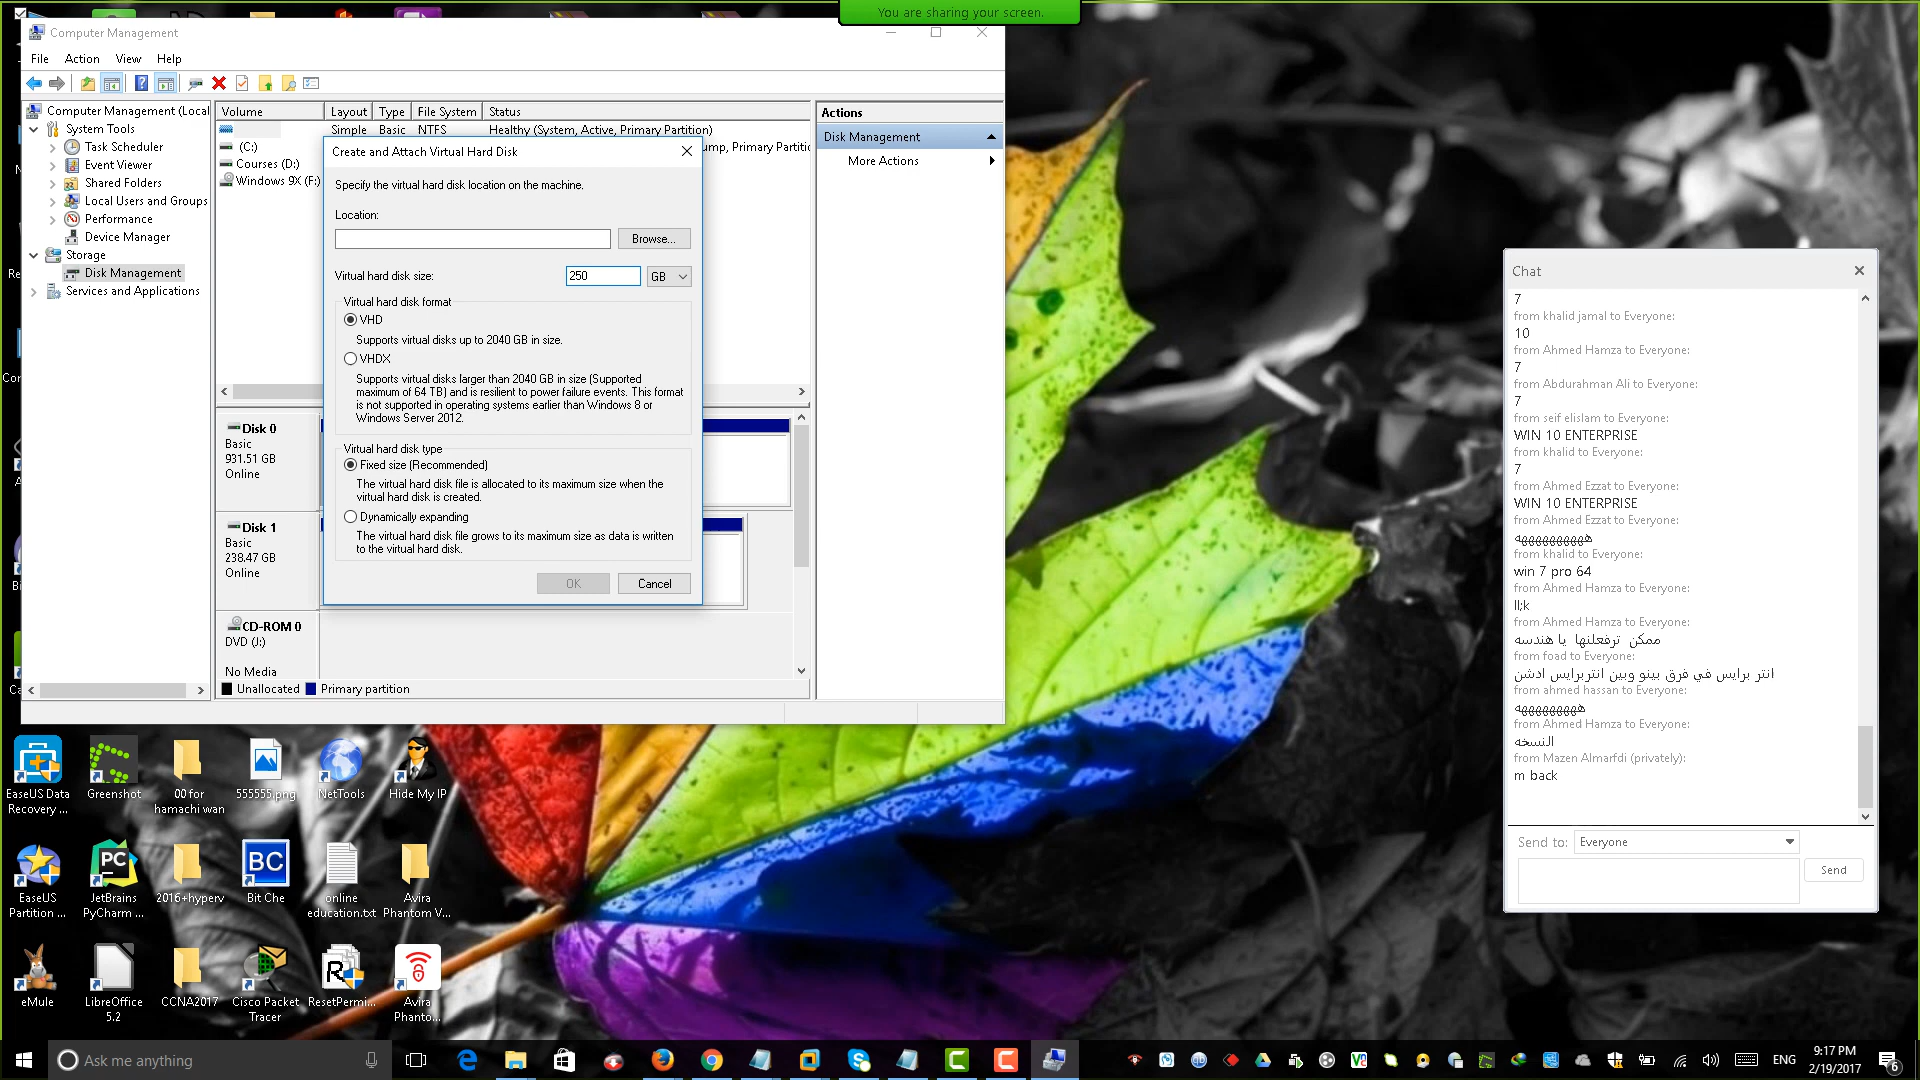 You are sharing your screen.
Computer Management
File Action View Help
Computer Management (Local
System Tools
Task Scheduler
Event Viewer
Shared Folders
Local Users and Groups
Performance
Device Manager
Storage
Disk Management
Services and Applications
Volume Layout Type File System Status
Simple Basic NTFS Healthy (System, Active, Primary Partition)
(C:)
ump, Primary Partitic
Courses (D:)
Windows 9X (F:)
Create and Attach Virtual Hard Disk
Specify the virtual hard disk location on the machine.
Location:
Browse...
Virtual hard disk size: 250 GB
Virtual hard disk format
VHD
Supports virtual disks up to 2040 GB in size.
VHDX
Supports virtual disks larger than 2040 GB in size (Supported
maximum of 64 TB) and is resilient to power failure events. This format
is not supported in operating systems earlier than Windows 8 or
Windows Server 2012.
Virtual hard disk type
Fixed size (Recommended)
The virtual hard disk file is allocated to its maximum size when the
virtual hard disk is created.
Dynamically expanding
The virtual hard disk file grows to its maximum size as data is written
to the virtual hard disk.
OK Cancel
Disk 0
Basic
931.51 GB
Online
Disk 1
Basic
238.47 GB
Online
CD-ROM 0
DVD (J:)
No Media
Unallocated Primary partition
Actions
Disk Management
More Actions
Chat
7
from khalid jamal to Everyone:
10
from Ahmed Hamza to Everyone:
7
from Abdurahman Ali to Everyone:
7
from seif elislam to Everyone:
WIN 10 ENTERPRISE
from khalid to Everyone:
7
from Ahmed Ezzat to Everyone:
WIN 10 ENTERPRISE
from Ahmed Ezzat to Everyone:
from khalid to Everyone:
win 7 pro 64
from Ahmed Hamza to Everyone:
ll;k
from Ahmed Hamza to Everyone:
ممكن ترفعلنها يا هندسه
from foad to Everyone:
انتر برايس في فرق بينو وبين انتربرايس ادشن
from ahmed hassan to Everyone:
from Ahmed Hamza to Everyone:
النسخه
from Mazen Almarfdi (privately):
m back
Send to: Everyone
Send
EaseUS Data
Recovery ...
Greenshot
00 for
hamachi wan
555555.png
NetTools
Hide My IP
EaseUS
Partition ...
JetBrains
PyCharm ...
2016+hyperv
BC
Bit Che
online
education.txt
Avira
Phantom V...
eMule
LibreOffice
5.2
CCNA2017
Cisco Packet
Tracer
ResetPermi...
Avira
Phanto...
Ask me anything
ENG
9:17 PM
2/19/2017
6